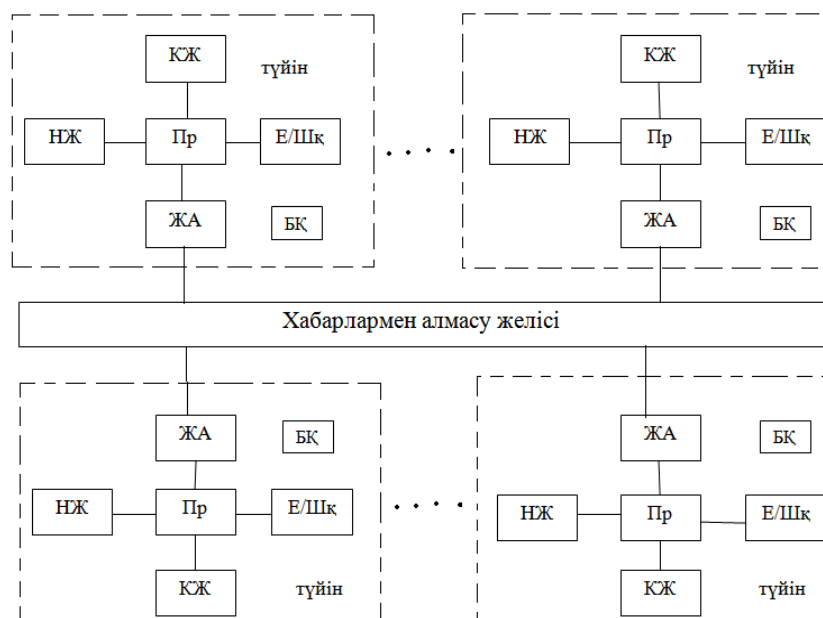 КЖ
түйін
НЖ
Пр
Е/Шқ
ЖА
БҚ
КЖ
түйін
НЖ
Пр
Е/Шқ
ЖА
БҚ
Хабарлармен алмасу желісі
ЖА
БҚ
НЖ
Пр
Е/Шқ
КЖ
түйін
ЖА
БҚ
НЖ
Пр
Е/Шқ
КЖ
түйін